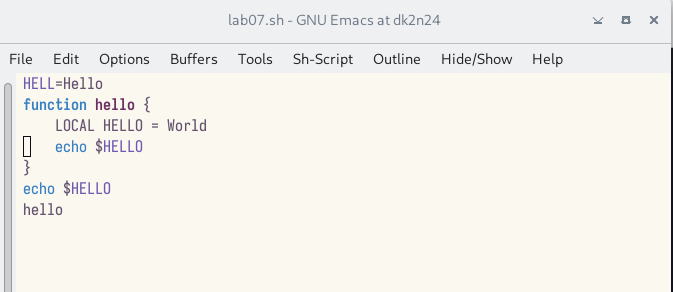 lab07.sh - GNU Emacs at dk2n24
File Edit Options Buffers Tools Sh-Script Outline Hide/Show Help
HELL=Hello
function hello {
    LOCAL HELLO = World
    echo $HELLO
}
echo $HELLO
hello